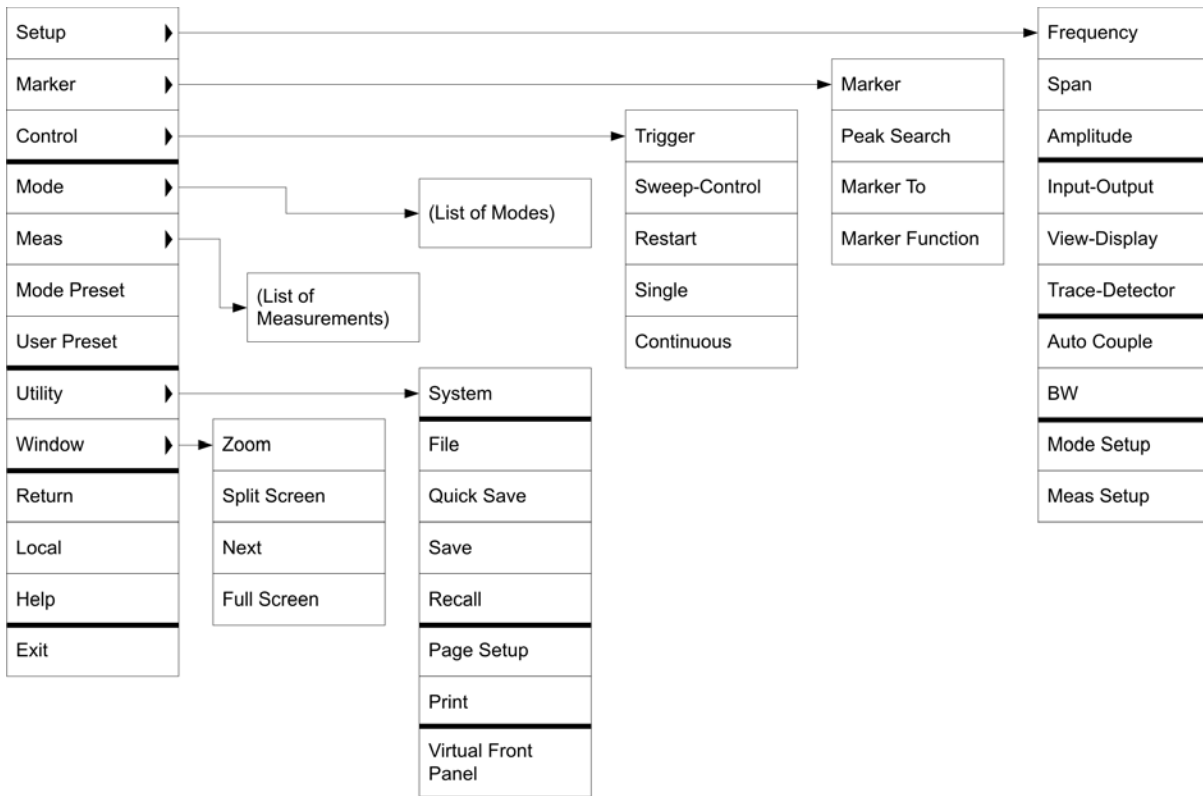 Setup
Marker
Control
Mode
Meas
Mode Preset
User Preset
Utility
Window
Return
Local
Help
Exit
(List of
Measurements)
Zoom
Split Screen
Next
Full Screen
(List of Modes)
System
File
Quick Save
Save
Recall
Page Setup
Print
Virtual Front
Panel
Trigger
Sweep-Control
Restart
Single
Continuous
Marker
Peak Search
Marker To
Marker Function
Frequency
Span
Amplitude
Input-Output
View-Display
Trace-Detector
Auto Couple
BW
Mode Setup
Meas Setup